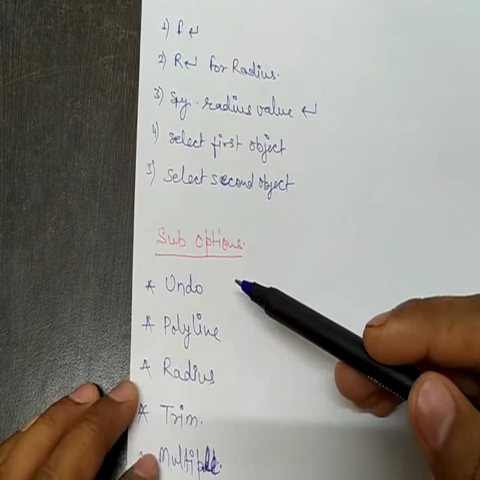 1) F ↵
2) R↵ for Radius.
3) Spy. radius value ↵
4) Select first object
5) Select second object
Sub Options.
* Undo
* Polyline
* Radius
* Trim.
* Multiple.